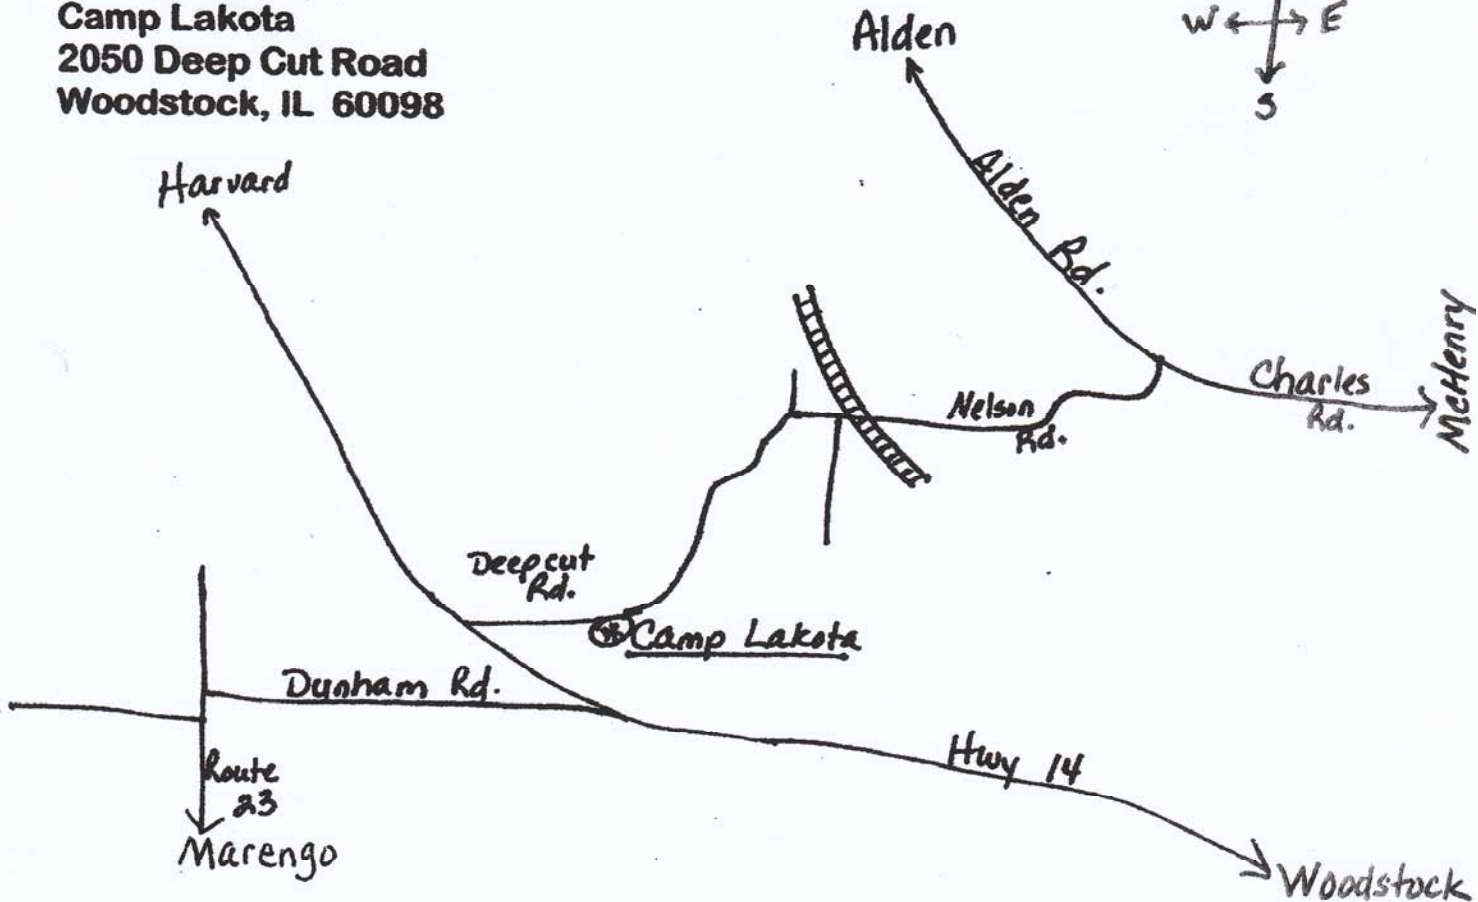 Camp Lakota
2050 Deep Cut Road
Woodstock, IL 60098
Alden
W E
S
Harvard
Alden Rd.
McHenry
Charles
Rd.
Nelson
Rd.
Deepcut
Rd.
Camp Lakota
Dunham Rd.
Hwy 14
Route
23
Marengo
Woodstock